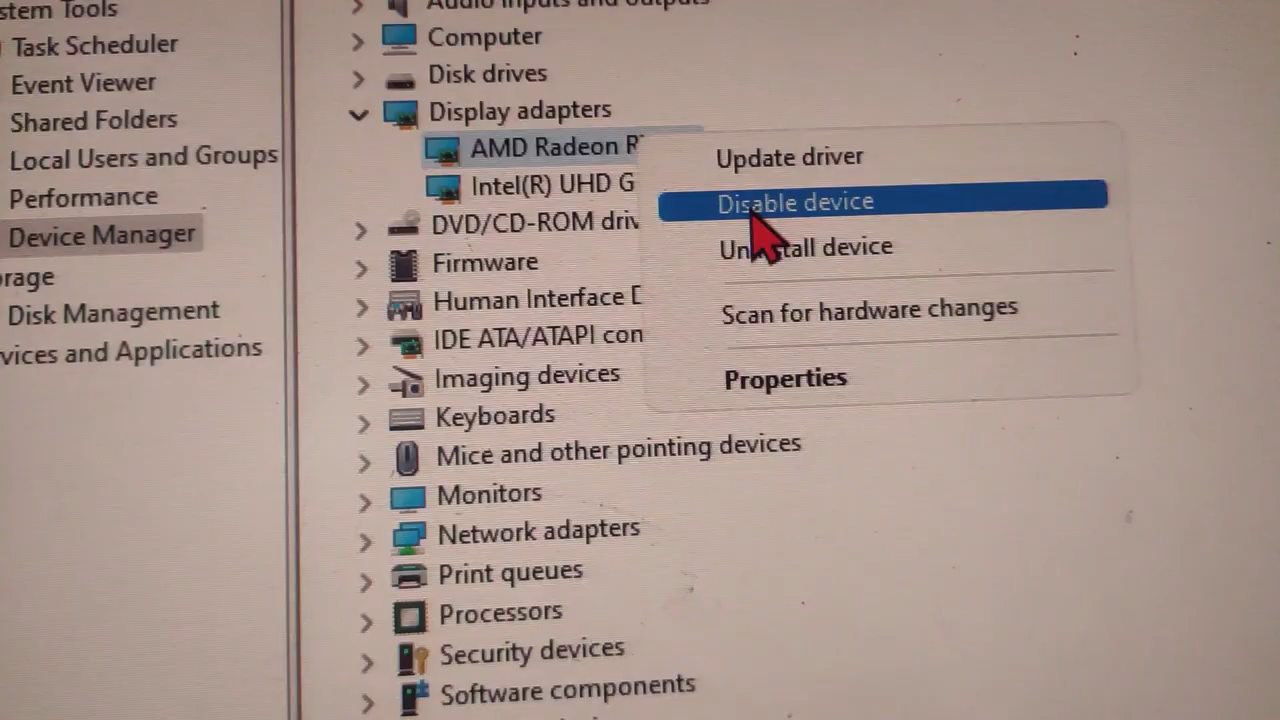 stem Tools
Task Scheduler
Event Viewer
Shared Folders
Local Users and Groups
Performance
Device Manager
orage
Disk Management
vices and Applications
Audio inputs and outputs
Computer
Disk drives
Display adapters
AMD Radeon R
Intel(R) UHD G
DVD/CD-ROM driv
Firmware
Human Interface D
IDE ATA/ATAPI con
Imaging devices
Keyboards
Mice and other pointing devices
Monitors
Network adapters
Print queues
Processors
Security devices
Software components
Update driver
Disable device
Uninstall device
Scan for hardware changes
Properties